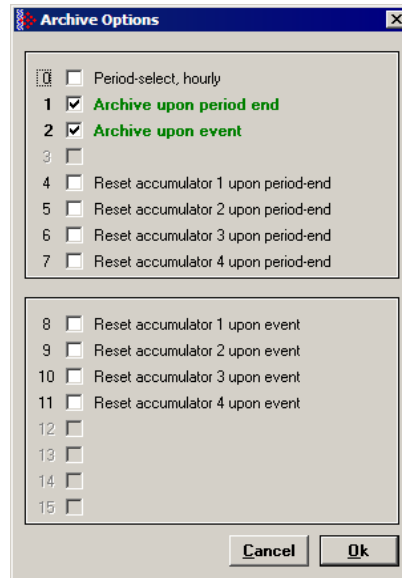 Archive Options
0 Period-select, hourly
1 Archive upon period end
2 Archive upon event
3
4 Reset accumulator 1 upon period-end
5 Reset accumulator 2 upon period-end
6 Reset accumulator 3 upon period-end
7 Reset accumulator 4 upon period-end
8 Reset accumulator 1 upon event
9 Reset accumulator 2 upon event
10 Reset accumulator 3 upon event
11 Reset accumulator 4 upon event
12
13
14
15
Cancel Ok